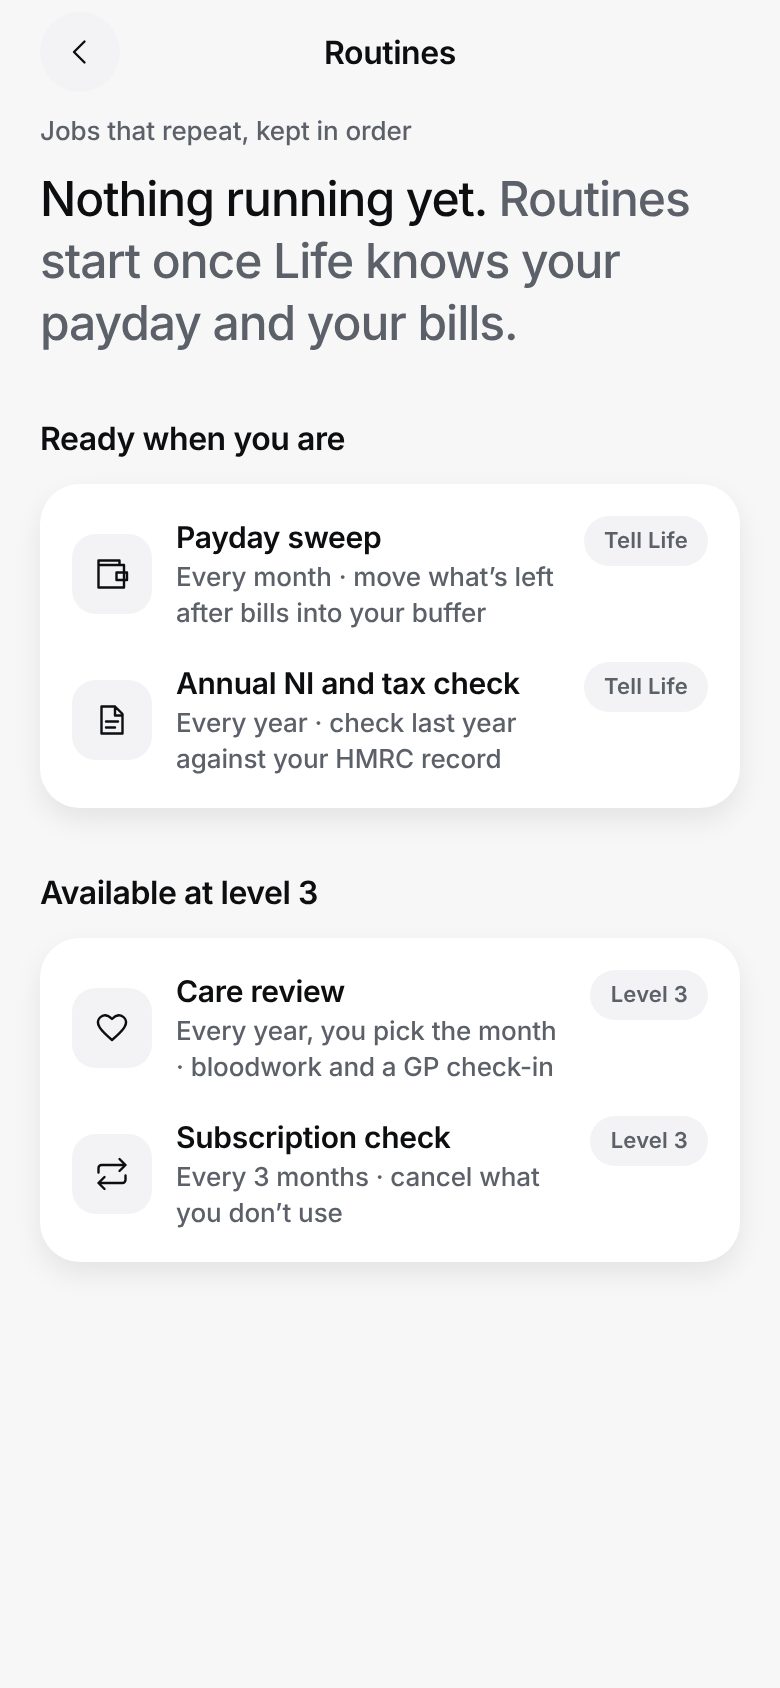 Routines
Jobs that repeat, kept in order
Nothing running yet. Routines
start once Life knows your
payday and your bills.
Ready when you are
Payday sweep
Tell Life
Every month · move what’s left
after bills into your buffer
Annual NI and tax check
Tell Life
Every year · check last year
against your HMRC record
Available at level 3
Care review
Level 3
Every year, you pick the month
· bloodwork and a GP check-in
Subscription check
Level 3
Every 3 months · cancel what
you don’t use